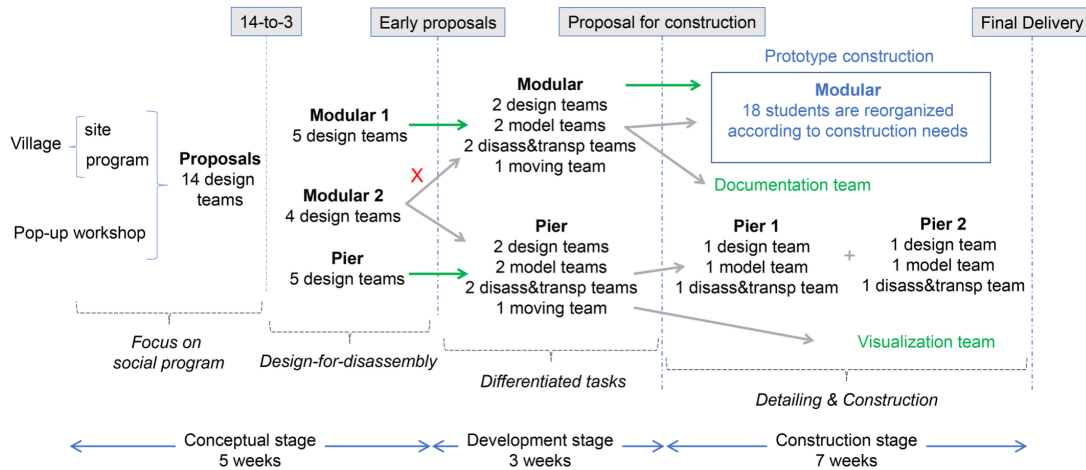 14-to-3
Early proposals
Proposal for construction
Final Delivery
Village
site
program
Pop-up workshop
Proposals
14 design
teams
Modular 1
5 design teams
X
Modular 2
4 design teams
Pier
5 design teams
Modular
2 design teams
2 model teams
2 disass&transp teams
1 moving team
Pier
2 design teams
2 model teams
2 disass&transp teams
1 moving team
Prototype construction
Modular
18 students are reorganized
according to construction needs
Documentation team
Pier 1
1 design team
1 model team
1 disass&transp team
+
Pier 2
1 design team
1 model team
1 disass&transp team
Visualization team
Focus on
social program
Design-for-disassembly
Differentiated tasks
Detailing & Construction
Conceptual stage
5 weeks
Development stage
3 weeks
Construction stage
7 weeks